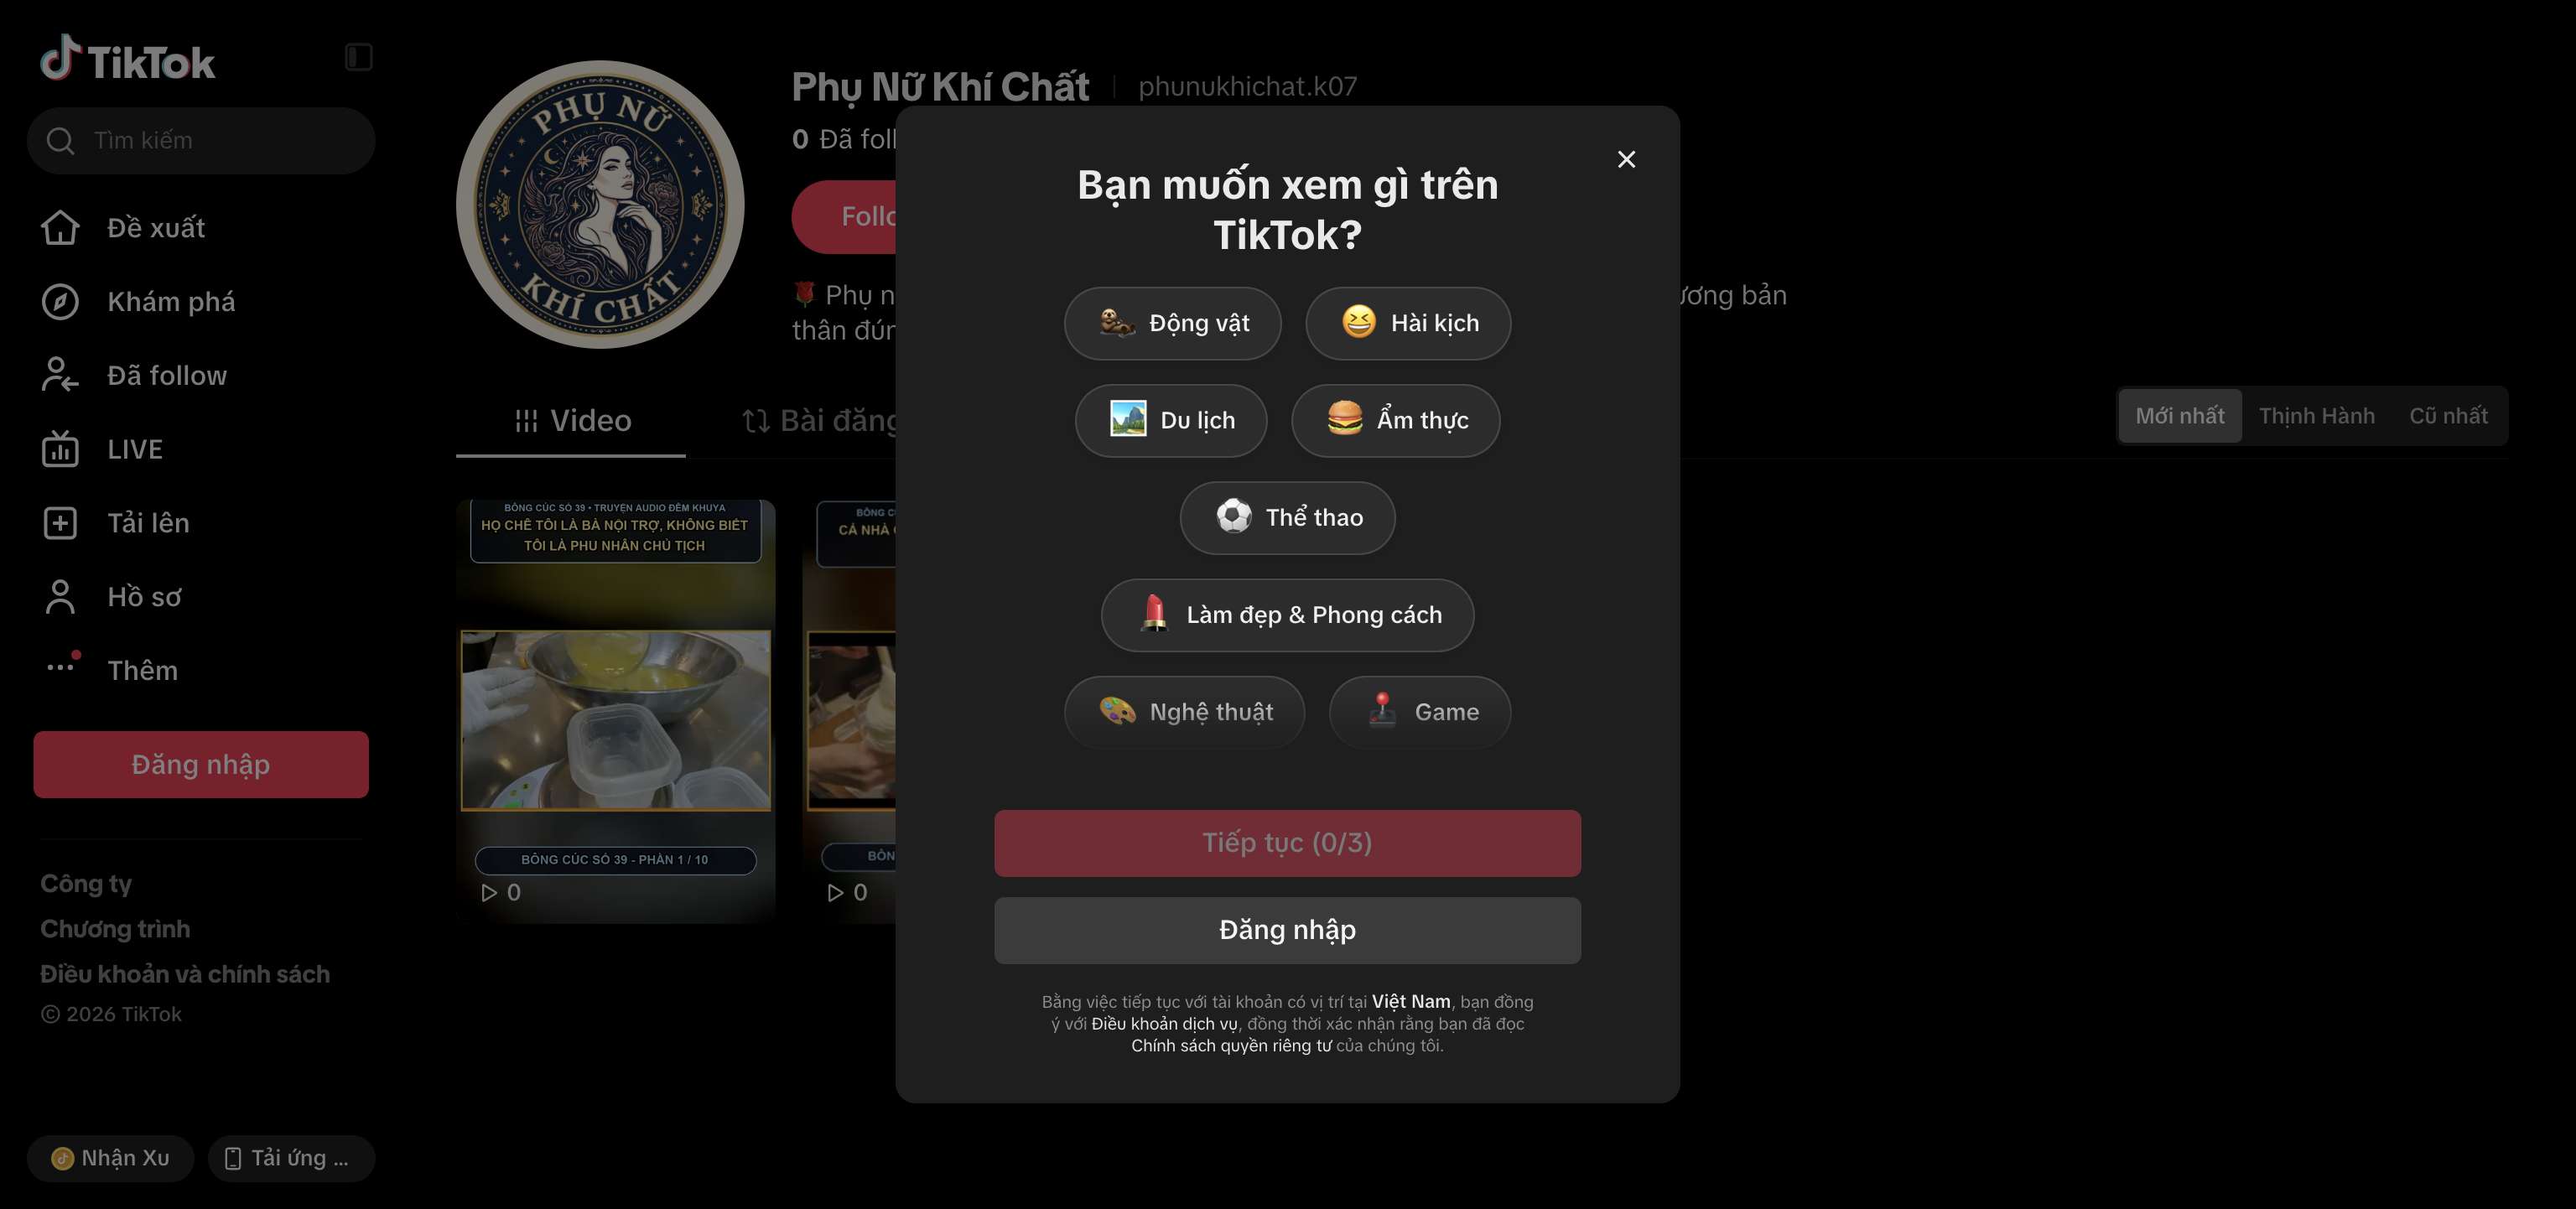 TikTok
Tìm kiếm
Đề xuất
Khám phá
Đã follow
LIVE
Tải lên
Hồ sơ
Thêm
Đăng nhập
Công ty
Chương trình
Điều khoản và chính sách
© 2026 TikTok
Nhận Xu
Tải ứng ...
PHỤ NỮ
KHÍ CHẤT
Phụ Nữ Khí Chất
phunukhichat.k07
0 Đã foll
Follo
Phụ n
ương bản
thân đún
Video
Bài đăng
Mới nhất
Thịnh Hành
Cũ nhất
BÔNG CÚC SỐ 39 • TRUYỆN AUDIO ĐÊM KHUYA
HỌ CHÊ TÔI LÀ BÀ NỘI TRỢ, KHÔNG BIẾT
TÔI LÀ PHU NHÂN CHỦ TỊCH
BÔNG CÚC SỐ 39 - PHẦN 1 / 10
0
BÔNG C
CẢ NHÀ
BÔN
0
Bạn muốn xem gì trên
TikTok?
Động vật
Hài kịch
Du lịch
Ẩm thực
Thể thao
Làm đẹp & Phong cách
Nghệ thuật
Game
Tiếp tục (0/3)
Đăng nhập
Bằng việc tiếp tục với tài khoản có vị trí tại Việt Nam, bạn đồng
ý với Điều khoản dịch vụ, đồng thời xác nhận rằng bạn đã đọc
Chính sách quyền riêng tư của chúng tôi.